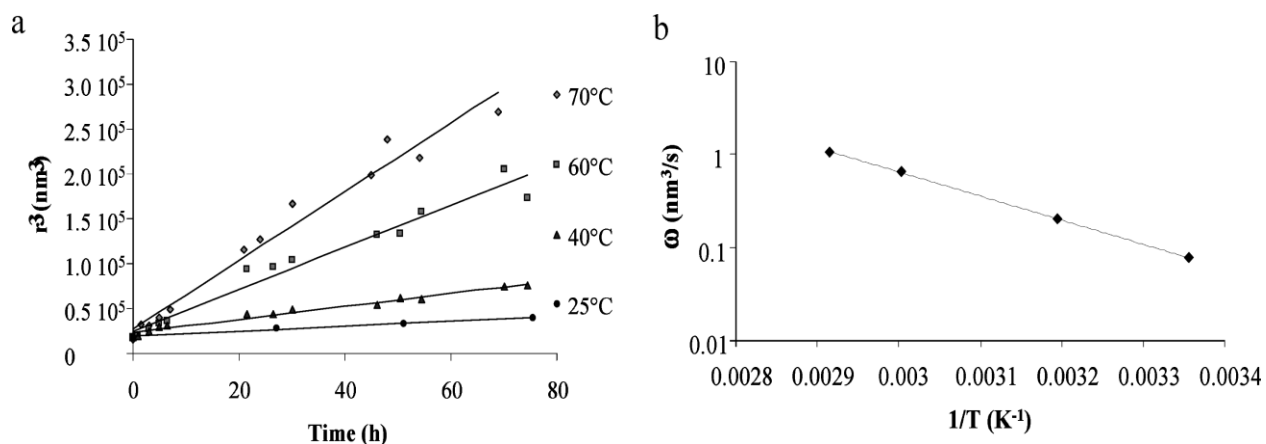 a
3.5 10⁵
3.0 10⁵
2.5 10⁵
2.0 10⁵
1.5 10⁵
1.0 10⁵
0.5 10⁵
0
r3 (nm3)
0
20
40
60
80
Time (h)
70°C
60°C
40°C
25°C
b
10
1
0.1
0.01
ω (nm³/s)
0.0028
0.0029
0.003
0.0031
0.0032
0.0033
0.0034
1/T (K⁻¹)